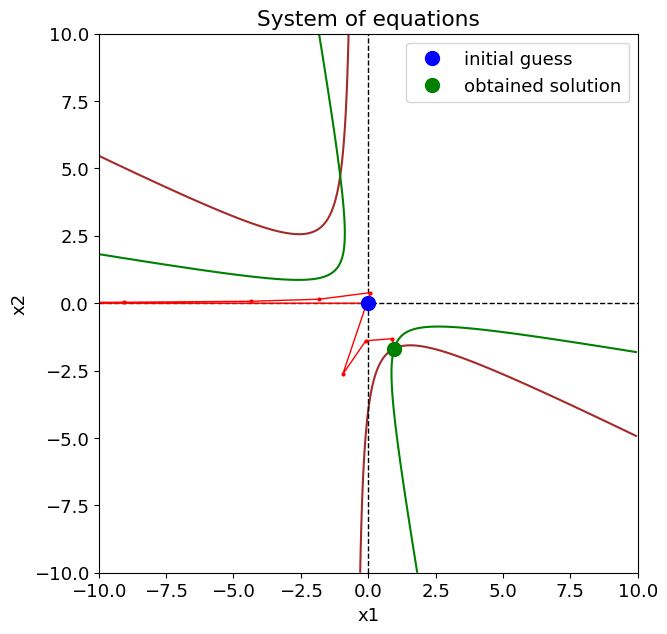 System of equations
initial guess
obtained solution
10.0
7.5
5.0
2.5
0.0
−2.5
−5.0
−7.5
−10.0
x2
−10.0 −7.5 −5.0 −2.5 0.0 2.5 5.0 7.5 10.0
x1